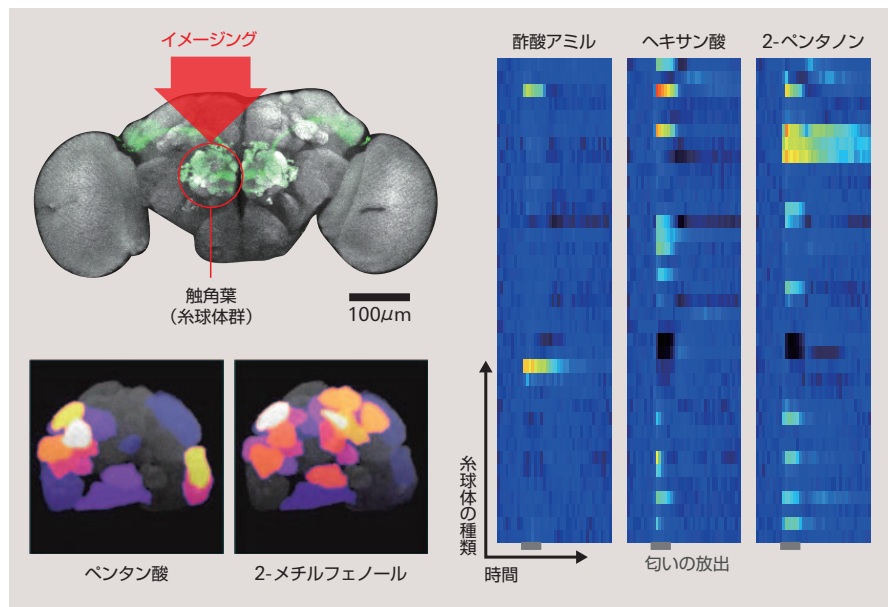 イメージング
触角葉
（糸球体群）
100μm
ペンタン酸
2-メチルフェノール
酢酸アミル
ヘキサン酸
2-ペンタノン
糸球体の種類
時間
匂いの放出